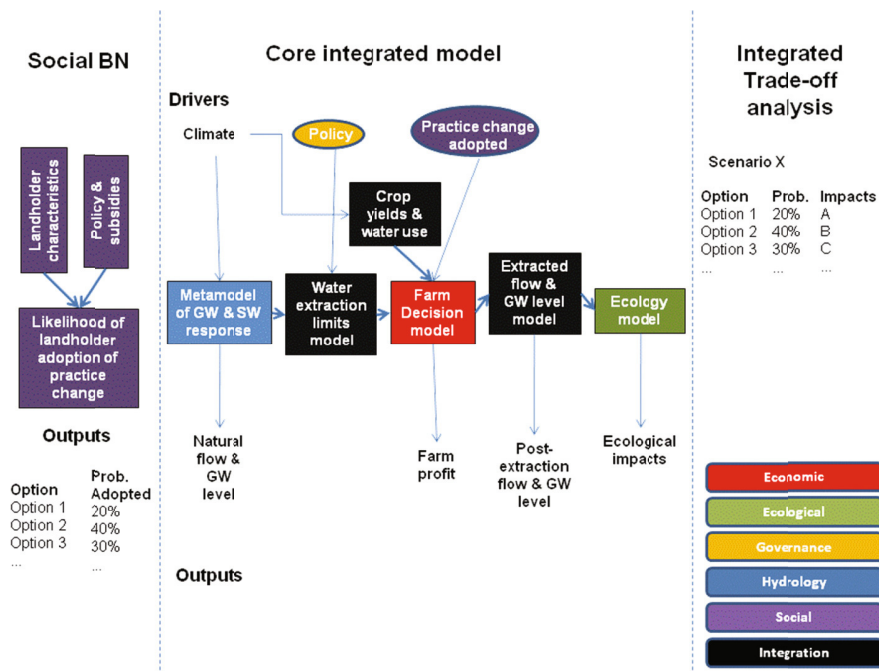 Social BN
Landholder
characteristics
Policy &
subsidies
Likelihood of
landholder
adoption of
practice
change
Outputs
Option Prob. Adopted
Option 1 20%
Option 2 40%
Option 3 30%
... ...
Core integrated model
Drivers
Climate
Policy
Practice change
adopted
Crop
yields &
water use
Metamodel
of GW & SW
response
Water
extraction
limits
model
Farm
Decision
model
Extracted
flow &
GW level
model
Ecology
model
Natural
flow &
GW
level
Farm
profit
Post-
extraction
flow & GW
level
Ecological
impacts
Outputs
Integrated
Trade-off
analysis
Scenario X
Option Prob. Impacts
Option 1 20% A
Option 2 40% B
Option 3 30% C
... ... ...
Economic
Ecological
Governance
Hydrology
Social
Integration